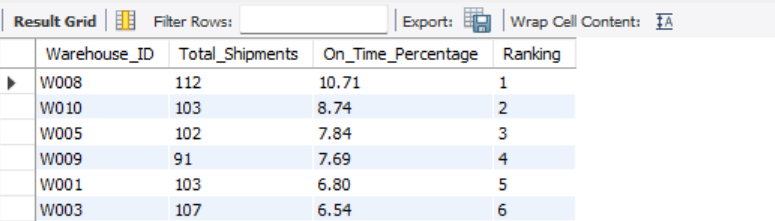 Result Grid Filter Rows: Export: Wrap Cell Content: IA
Warehouse_ID Total_Shipments On_Time_Percentage Ranking
W008 112 10.71 1
W010 103 8.74 2
W005 102 7.84 3
W009 91 7.69 4
W001 103 6.80 5
W003 107 6.54 6